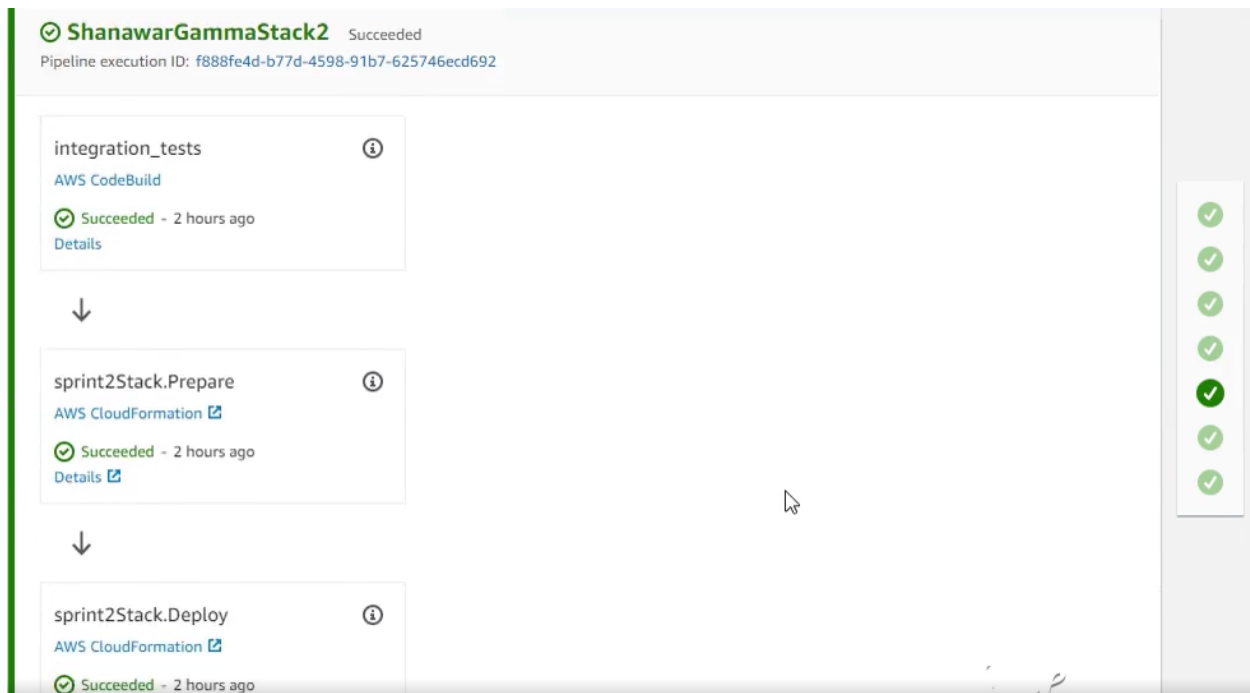 ShanawarGammaStack2 Succeeded
Pipeline execution ID: f888fe4d-b77d-4598-91b7-625746ecd692
integration_tests
AWS CodeBuild
Succeeded - 2 hours ago
Details
sprint2Stack.Prepare
AWS CloudFormation
Succeeded - 2 hours ago
Details
sprint2Stack.Deploy
AWS CloudFormation
Succeeded - 2 hours ago